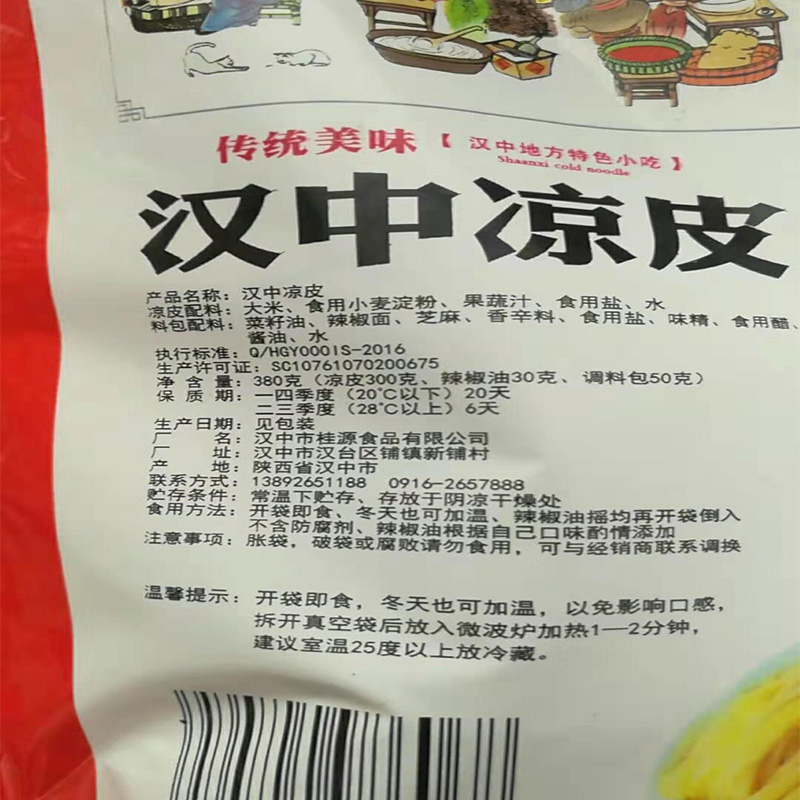 传统美味【汉中地方特色小吃】
Shaanxi cold noodle
汉中凉皮
产品名称：汉中凉皮
凉皮配料：大米、食用小麦淀粉、果蔬汁、食用盐、水
料包配料：菜籽油、辣椒面、芝麻、香辛料、食用盐、味精、食用醋、
酱油、水
执行标准：Q/HGY0001S-2016
生产许可证：SC10761070200675
净含量：380克（凉皮300克、辣椒油30克、调料包50克）
保质期：一四季度（20℃以下）20天
二三季度（28℃以上）6天
生产日期：见包装
厂名：汉中市桂源食品有限公司
厂址：汉中市汉台区铺镇新铺村
产地：陕西省汉中市
联系方式：13892651188 0916-2657888
贮存条件：常温下贮存、存放于阴凉干燥处
食用方法：开袋即食、冬天也可加温、辣椒油摇均再开袋倒入
不含防腐剂、辣椒油根据自己口味酌情添加
注意事项：胀袋，破袋或腐败请勿食用，可与经销商联系调换
温馨提示：开袋即食，冬天也可加温，以免影响口感，
拆开真空袋后放入微波炉加热1—2分钟，
建议室温25度以上放冷藏。